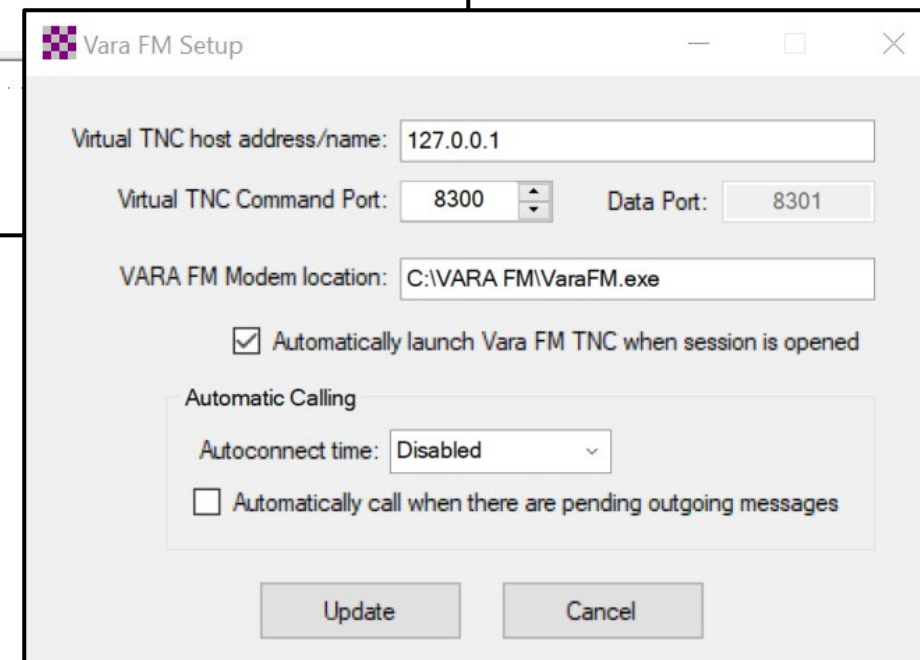 Vara FM Setup
Virtual TNC host address/name: 127.0.0.1
Virtual TNC Command Port: 8300 Data Port: 8301
VARA FM Modem location: C:\VARA FM\VaraFM.exe
Automatically launch Vara FM TNC when session is opened
Automatic Calling
Autoconnect time: Disabled
Automatically call when there are pending outgoing messages
Update Cancel